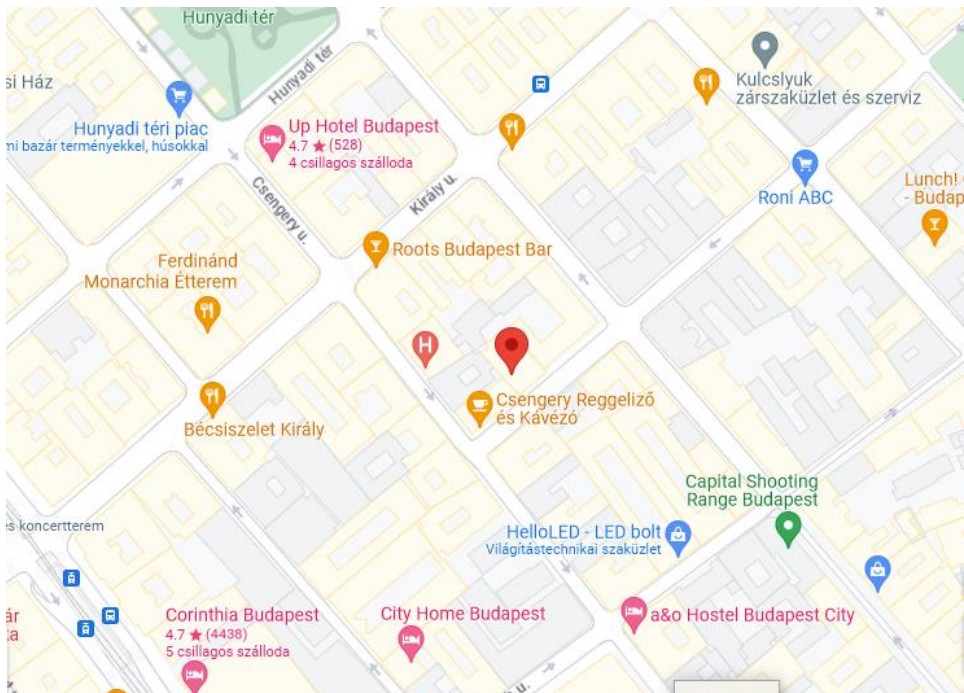 Hunyadi tér
Hunyadi tér
si Ház
Hunyadi téri piac
mi bazár terményekkel, húsokkal
Up Hotel Budapest
4.7 ★ (528)
4 csillagos szálloda
Kulcslyuk
zárszaküzlet és szerviz
Csengery u.
Király u.
Roni ABC
Lunch!
- Budap
Roots Budapest Bar
Ferdinánd
Monarchia Étterem
H
Csengery Reggeliző
és Kávézó
Bécsiszelet Király
Capital Shooting
Range Budapest
es koncertterem
HelloLED - LED bolt
Világítástechnikai szaküzlet
Corinthia Budapest
4.7 ★ (4438)
5 csillagos szálloda
City Home Budapest
a&o Hostel Budapest City
ár
ta
u.